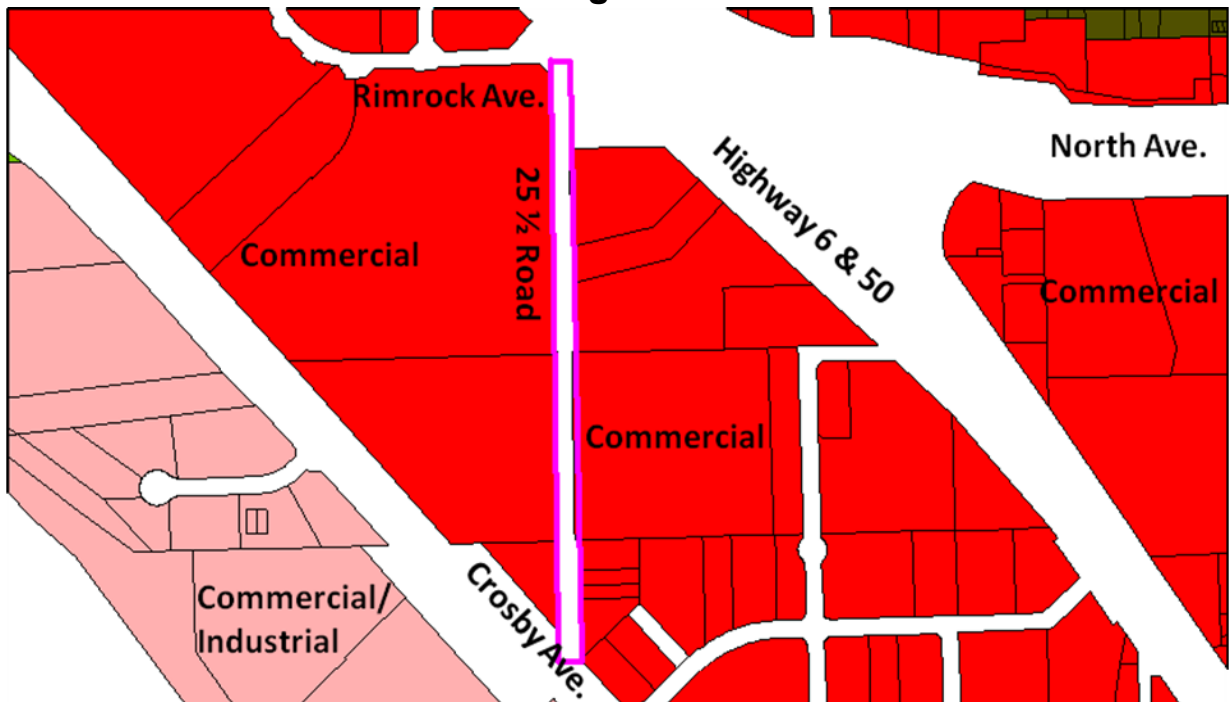 Rimrock Ave.
North Ave.
Highway 6 & 50
25 ½ Road
Commercial
Commercial
Commercial
Commercial/
Industrial
Crosby Ave.